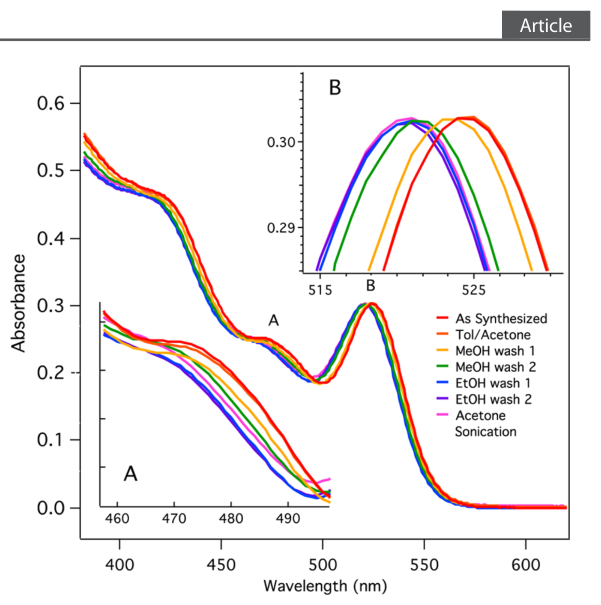 Article
0.6
0.5
0.4
0.3
0.2
0.1
0.0
Absorbance
B
0.30
0.29
515
525
B
A
As Synthesized
Tol/Acetone
MeOH wash 1
MeOH wash 2
EtOH wash 1
EtOH wash 2
Acetone
Sonication
A
460
470
480
490
400
450
500
550
600
Wavelength (nm)